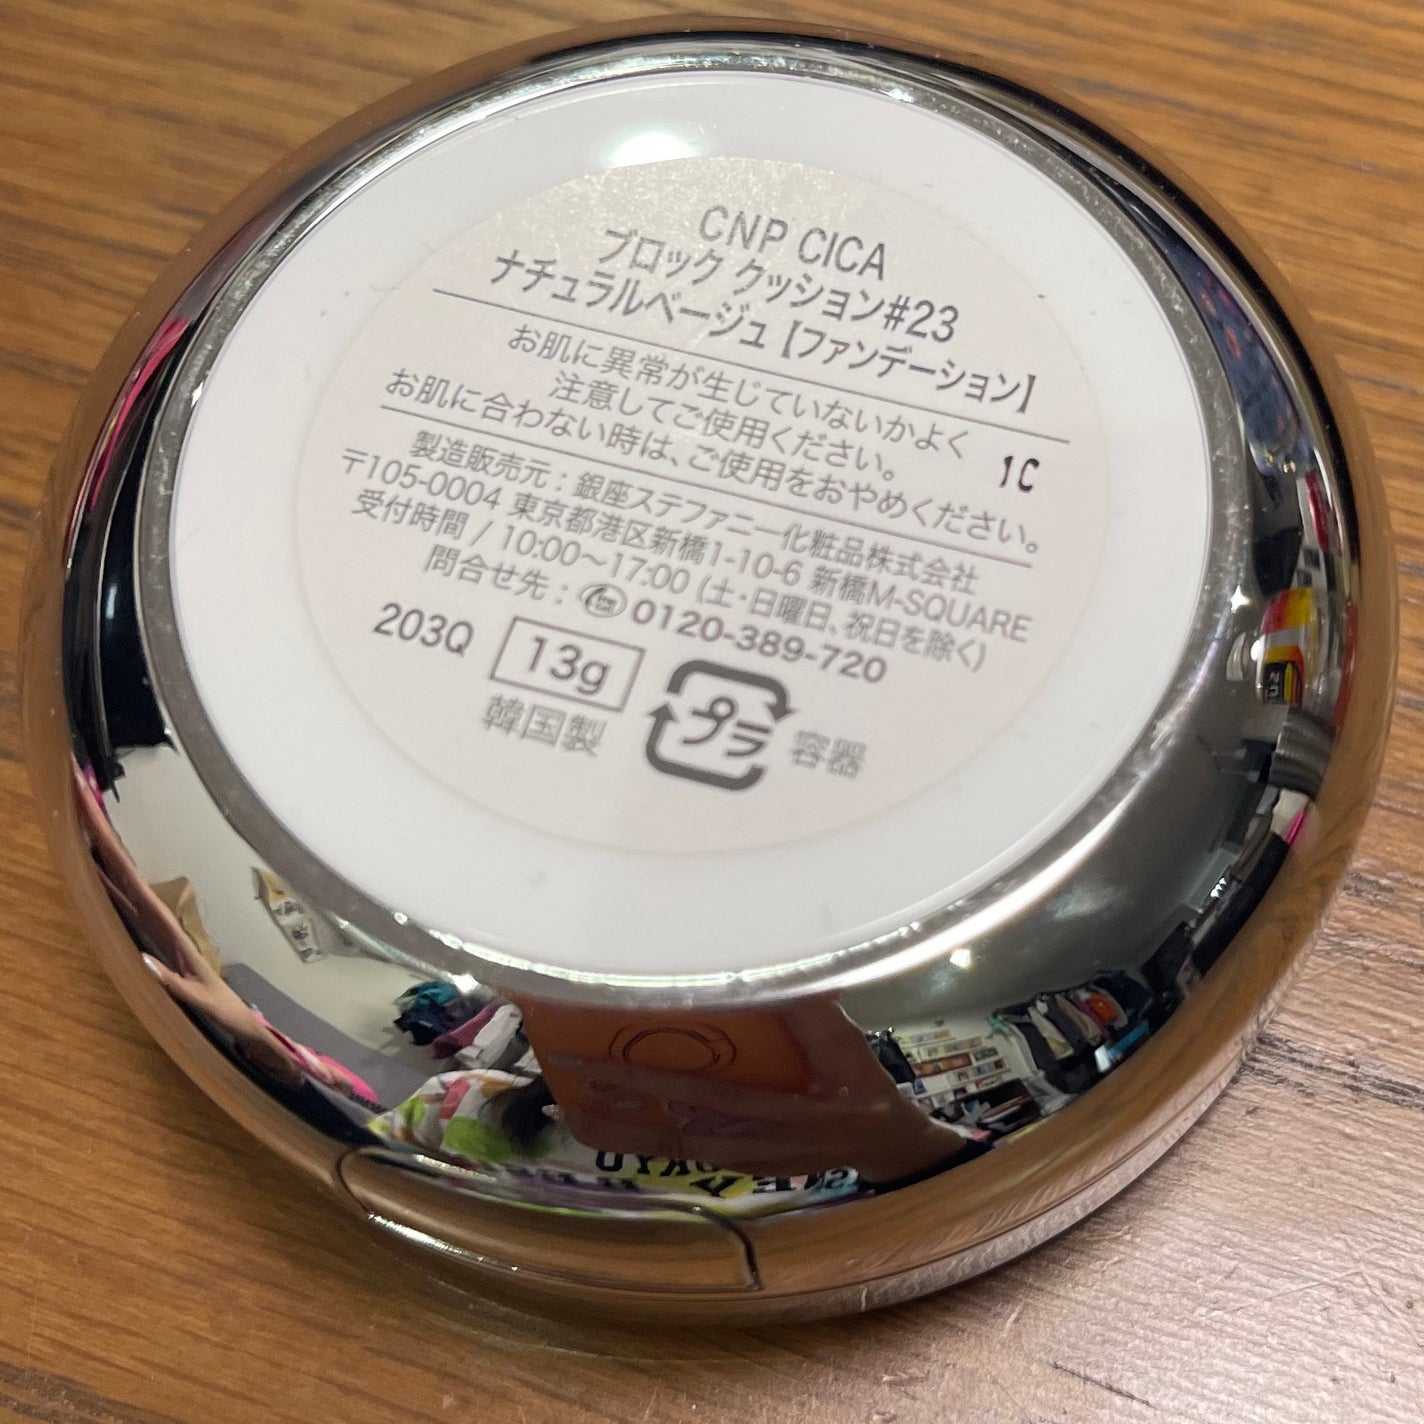 CNP CICA
ブロック クッション#23
ナチュラルベージュ【ファンデーション】
お肌に異常が生じていないかよく
注意してご使用ください。
お肌に合わない時は、ご使用をおやめください。
1C
製造販売元：銀座ステファニー化粧品株式会社
〒105-0004 東京都港区新橋1-10-6 新橋M-SQUARE
受付時間 / 10:00〜17:00 (土・日曜日、祝日を除く)
問合せ先： 0120-389-720
203Q 13g
韓国製 プラ 容器